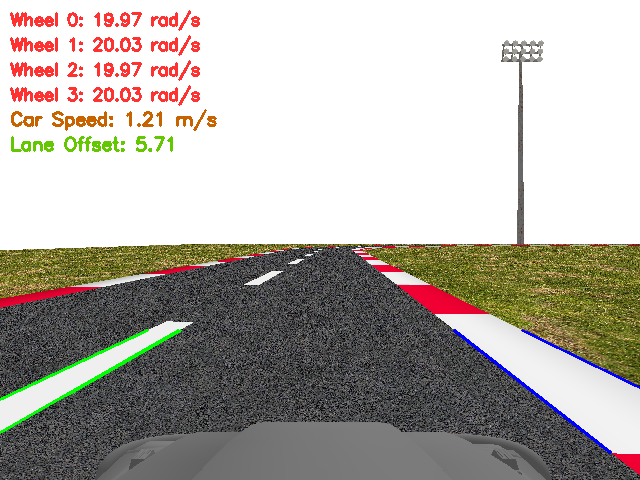 Wheel 0: 19.97 rad/s
Wheel 1: 20.03 rad/s
Wheel 2: 19.97 rad/s
Wheel 3: 20.03 rad/s
Car Speed: 1.21 m/s
Lane Offset: 5.71